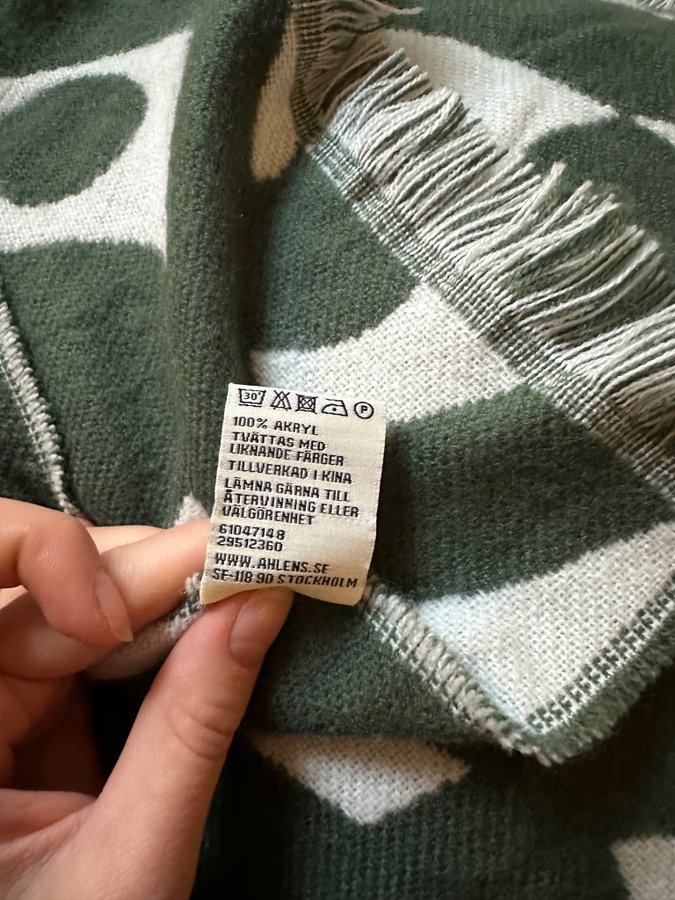 30°
P
100% AKRYL
TVÄTTAS MED
LIKNANDE FÄRGER
TILLVERKAD I KINA
LÄMNA GÄRNA TILL
ÅTERVINNING ELLER
VÄLGÖRENHET
61047148
29512360
WWW.AHLENS.SE
SE-118 90 STOCKHOLM